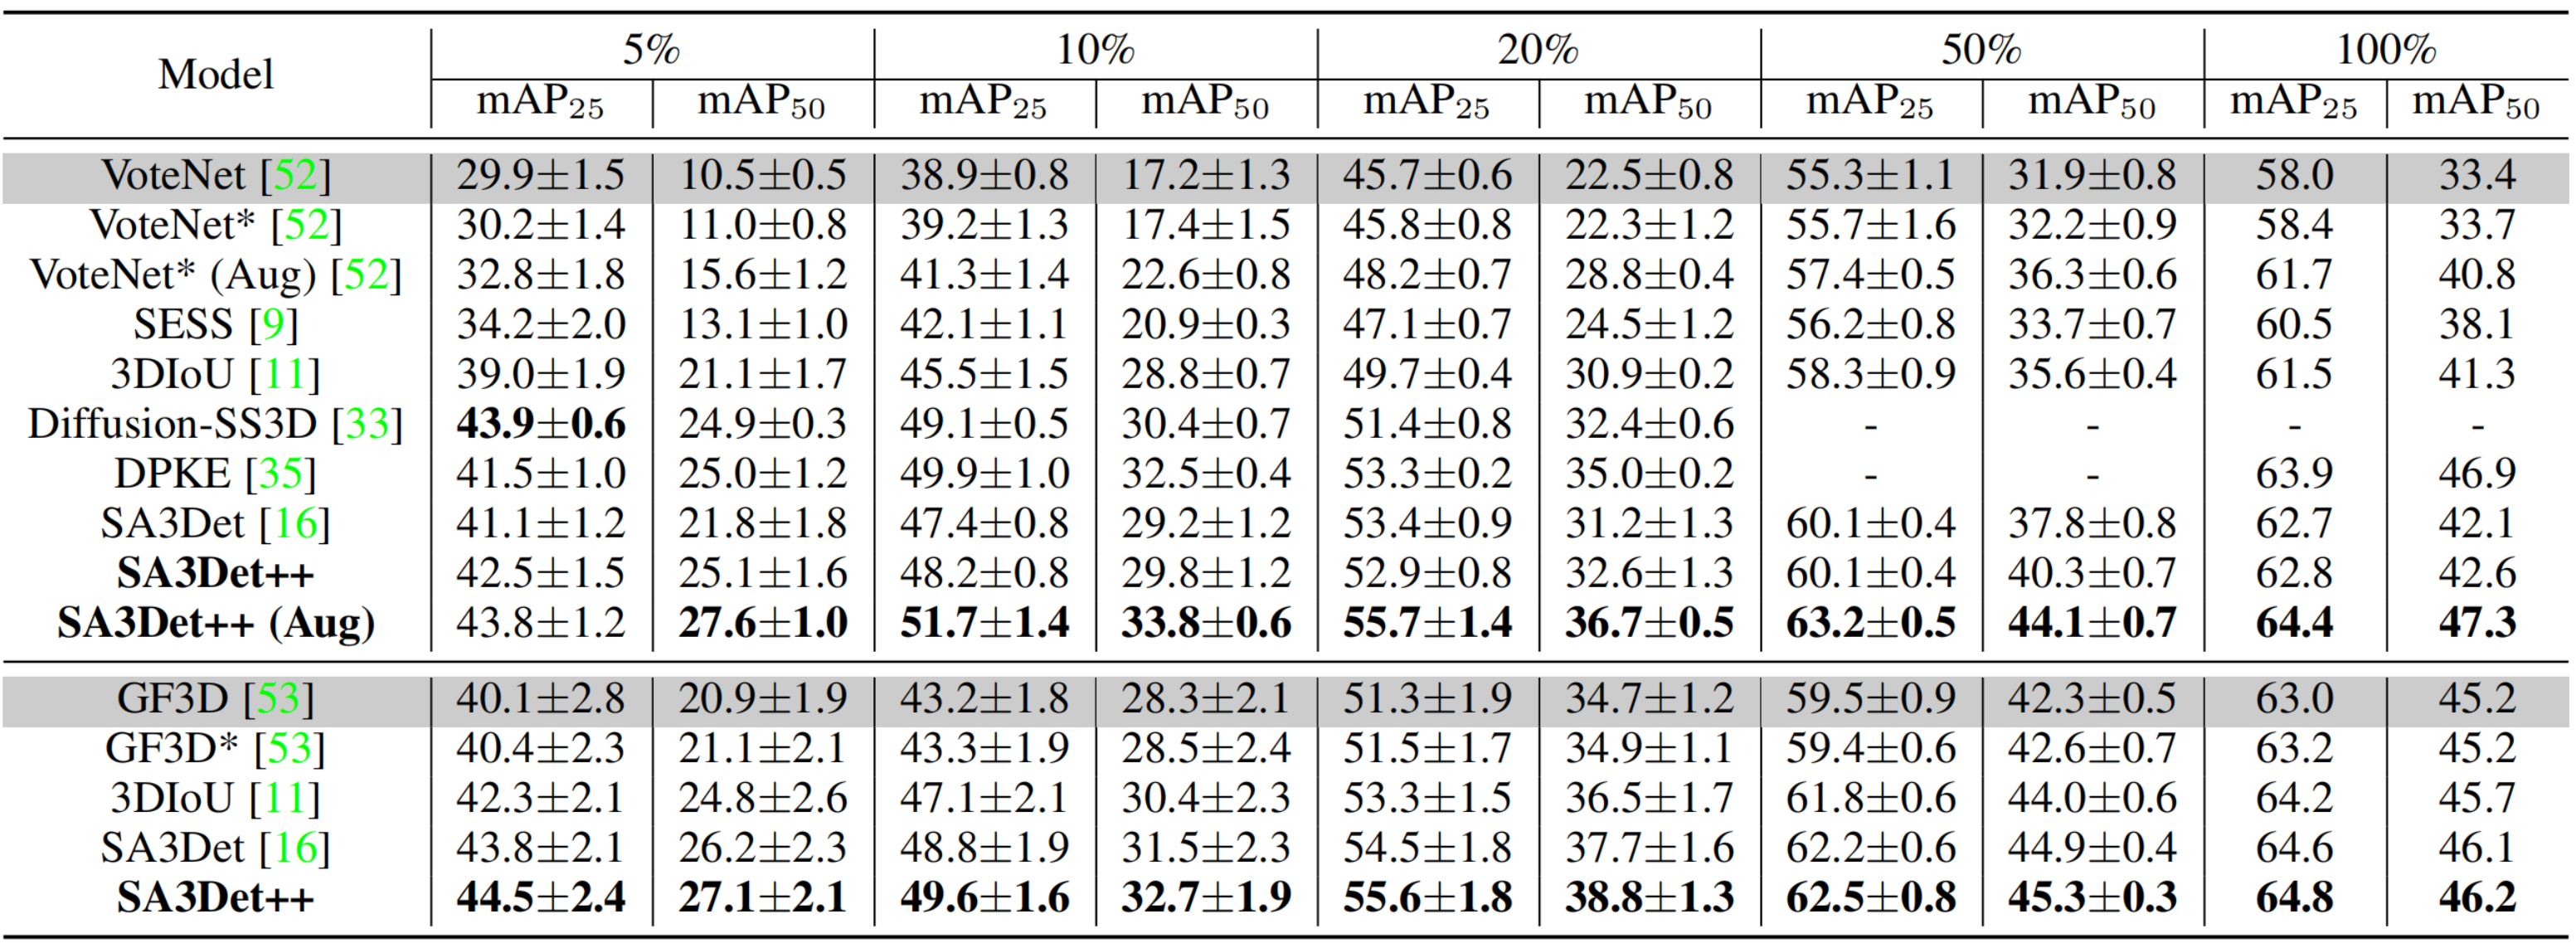 Model 5% 10% 20% 50% 100%
mAP25 mAP50 mAP25 mAP50 mAP25 mAP50 mAP25 mAP50 mAP25 mAP50
VoteNet [52] 29.9±1.5 10.5±0.5 38.9±0.8 17.2±1.3 45.7±0.6 22.5±0.8 55.3±1.1 31.9±0.8 58.0 33.4
VoteNet* [52] 30.2±1.4 11.0±0.8 39.2±1.3 17.4±1.5 45.8±0.8 22.3±1.2 55.7±1.6 32.2±0.9 58.4 33.7
VoteNet* (Aug) [52] 32.8±1.8 15.6±1.2 41.3±1.4 22.6±0.8 48.2±0.7 28.8±0.4 57.4±0.5 36.3±0.6 61.7 40.8
SESS [9] 34.2±2.0 13.1±1.0 42.1±1.1 20.9±0.3 47.1±0.7 24.5±1.2 56.2±0.8 33.7±0.7 60.5 38.1
3DIoU [11] 39.0±1.9 21.1±1.7 45.5±1.5 28.8±0.7 49.7±0.4 30.9±0.2 58.3±0.9 35.6±0.4 61.5 41.3
Diffusion-SS3D [33] 43.9±0.6 24.9±0.3 49.1±0.5 30.4±0.7 51.4±0.8 32.4±0.6 - - - -
DPKE [35] 41.5±1.0 25.0±1.2 49.9±1.0 32.5±0.4 53.3±0.2 35.0±0.2 - - 63.9 46.9
SA3Det [16] 41.1±1.2 21.8±1.8 47.4±0.8 29.2±1.2 53.4±0.9 31.2±1.3 60.1±0.4 37.8±0.8 62.7 42.1
SA3Det++ 42.5±1.5 25.1±1.6 48.2±0.8 29.8±1.2 52.9±0.8 32.6±1.3 60.1±0.4 40.3±0.7 62.8 42.6
SA3Det++ (Aug) 43.8±1.2 27.6±1.0 51.7±1.4 33.8±0.6 55.7±1.4 36.7±0.5 63.2±0.5 44.1±0.7 64.4 47.3
GF3D [53] 40.1±2.8 20.9±1.9 43.2±1.8 28.3±2.1 51.3±1.9 34.7±1.2 59.5±0.9 42.3±0.5 63.0 45.2
GF3D* [53] 40.4±2.3 21.1±2.1 43.3±1.9 28.5±2.4 51.5±1.7 34.9±1.1 59.4±0.6 42.6±0.7 63.2 45.2
3DIoU [11] 42.3±2.1 24.8±2.6 47.1±2.1 30.4±2.3 53.3±1.5 36.5±1.7 61.8±0.6 44.0±0.6 64.2 45.7
SA3Det [16] 43.8±2.1 26.2±2.3 48.8±1.9 31.5±2.3 54.5±1.8 37.7±1.6 62.2±0.6 44.9±0.4 64.6 46.1
SA3Det++ 44.5±2.4 27.1±2.1 49.6±1.6 32.7±1.9 55.6±1.8 38.8±1.3 62.5±0.8 45.3±0.3 64.8 46.2